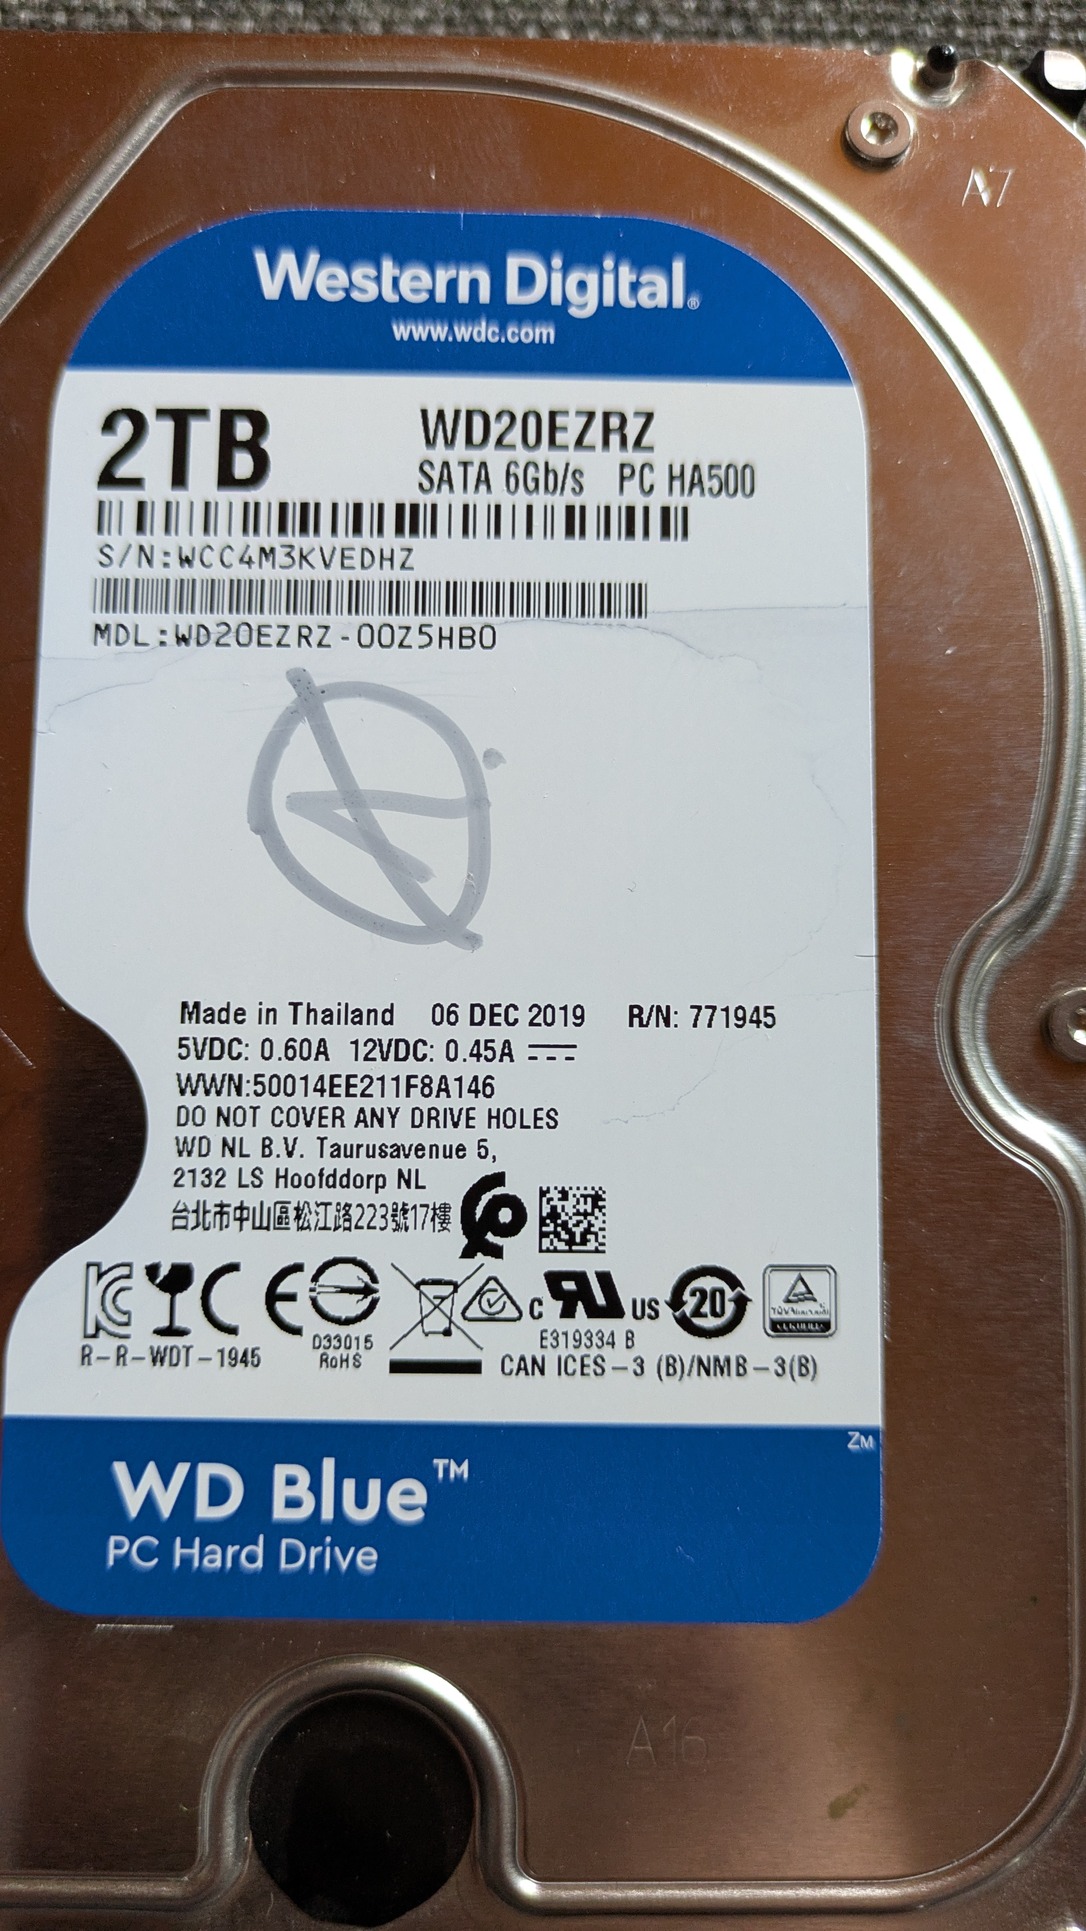 A7
Western Digital®
www.wdc.com
2TB WD20EZRZ
SATA 6Gb/s PC HA500
S/N:WCC4M3KVEDHZ
MDL:WD20EZRZ-00Z5HB0
Made in Thailand 06 DEC 2019 R/N: 771945
5VDC: 0.60A 12VDC: 0.45A
WWN:50014EE211F8A146
DO NOT COVER ANY DRIVE HOLES
WD NL B.V. Taurusavenue 5,
2132 LS Hoofddorp NL
台北市中山區松江路223號17樓
CE 20 TÜVRheinland
c US
D33015 E319334 B CERTIFIED
R-R-WDT-1945 RoHS CAN ICES-3 (B)/NMB-3(B)
ZM
WD Blue™
PC Hard Drive
A16